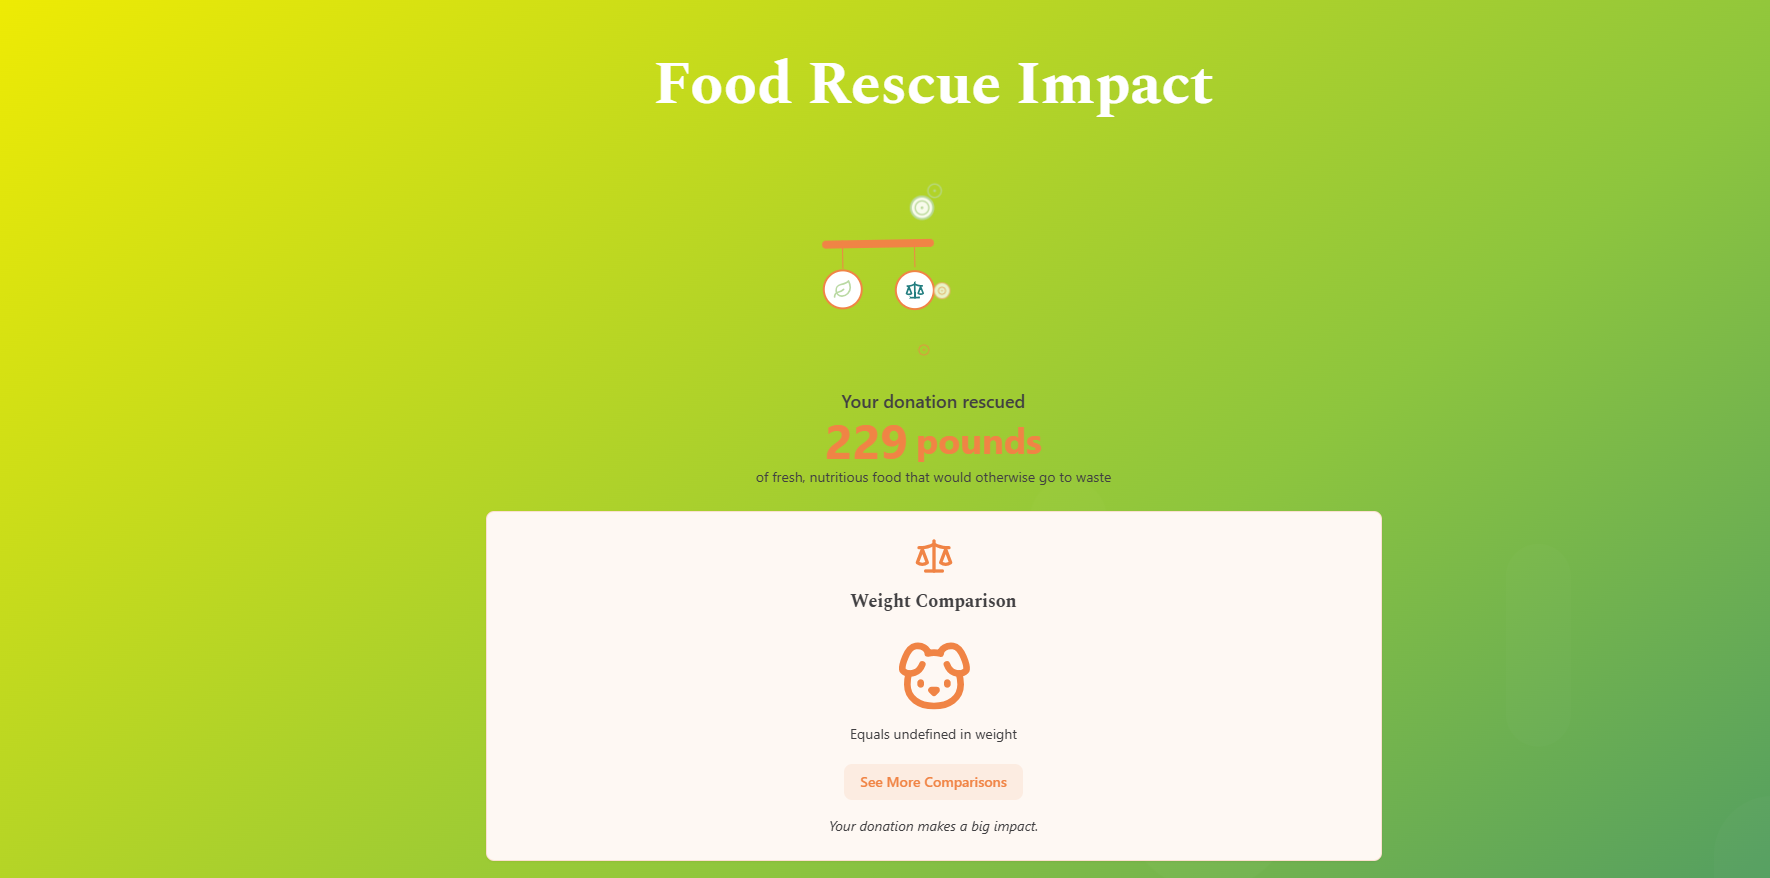 Food Rescue Impact
Your donation rescued
229 pounds
of fresh, nutritious food that would otherwise go to waste
Weight Comparison
Equals undefined in weight
See More Comparisons
Your donation makes a big impact.